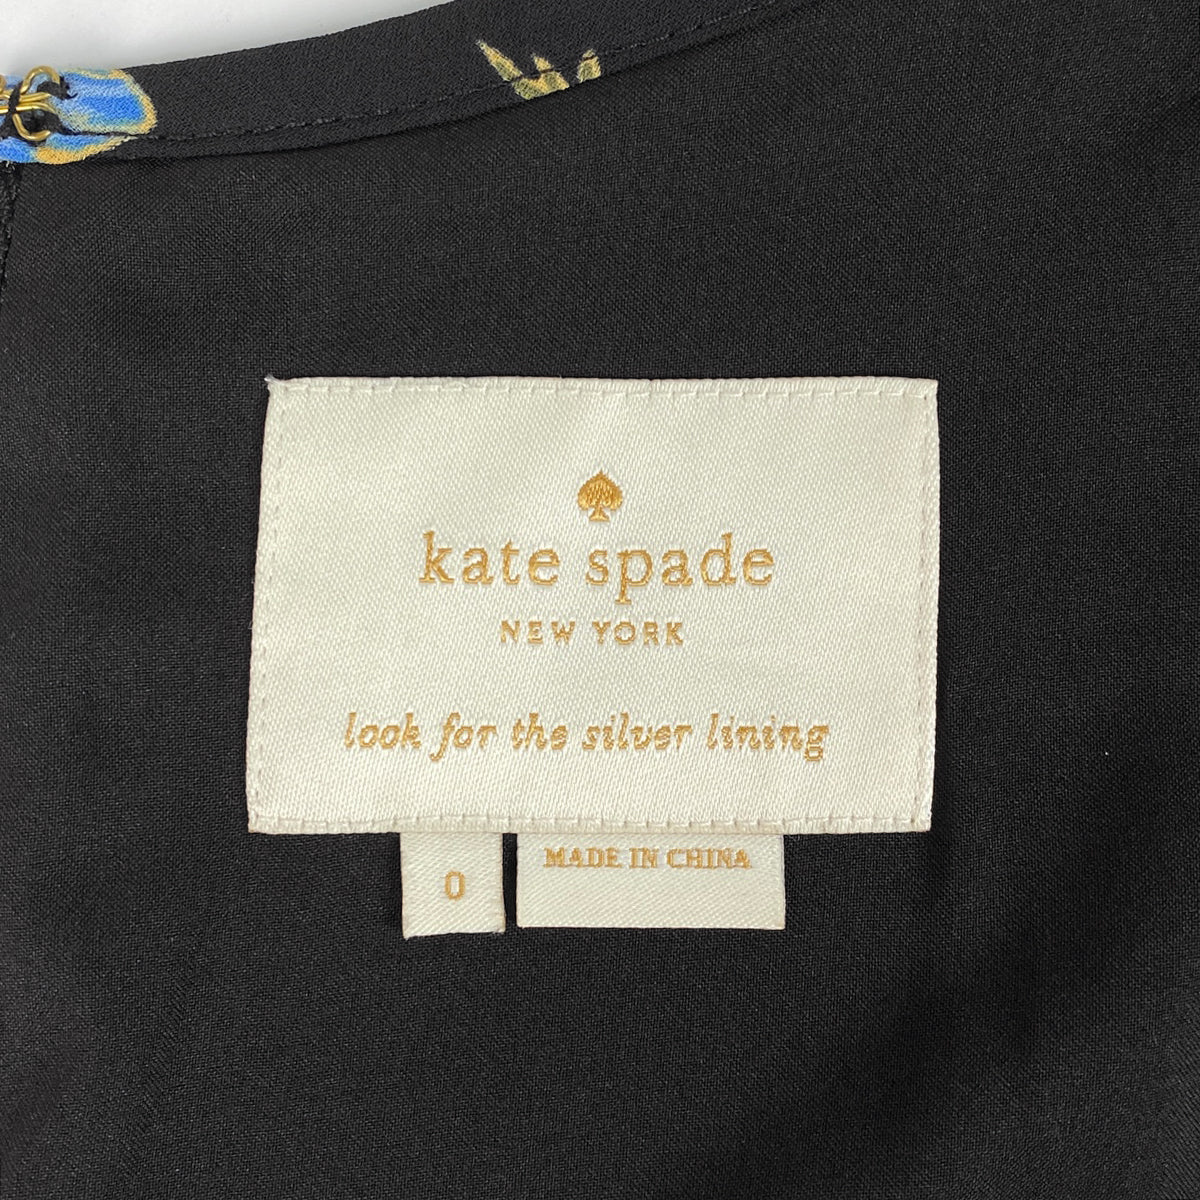 kate spade
NEW YORK
look for the silver lining
0
MADE IN CHINA